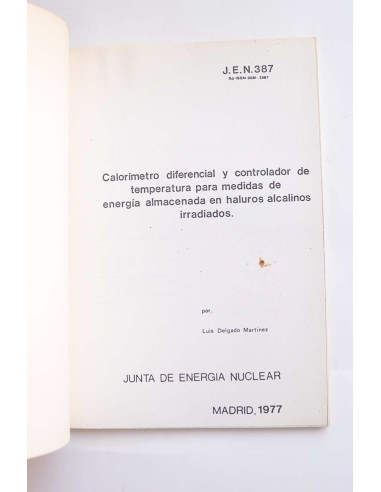 J.E.N.387
Calorímetro diferencial y controlador de
temperatura para medidas de
energía almacenada en haluros alcalinos
irradiados.
por,
Luis Delgado Martínez
JUNTA DE ENERGIA NUCLEAR
MADRID, 1977